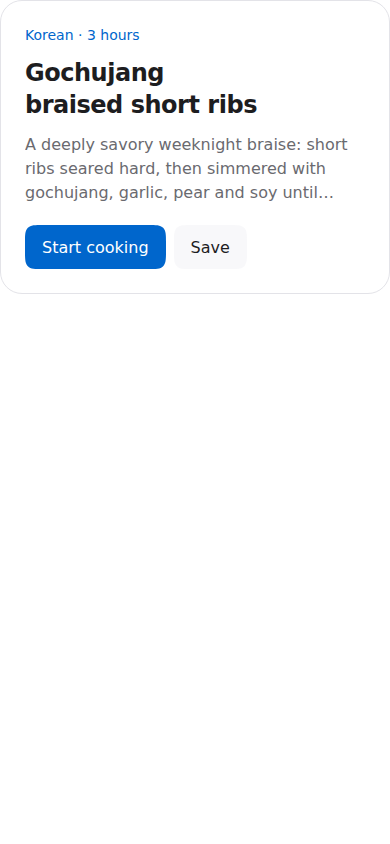 Korean · 3 hours
Gochujang
braised short ribs
A deeply savory weeknight braise: short
ribs seared hard, then simmered with
gochujang, garlic, pear and soy until…
Start cooking
Save